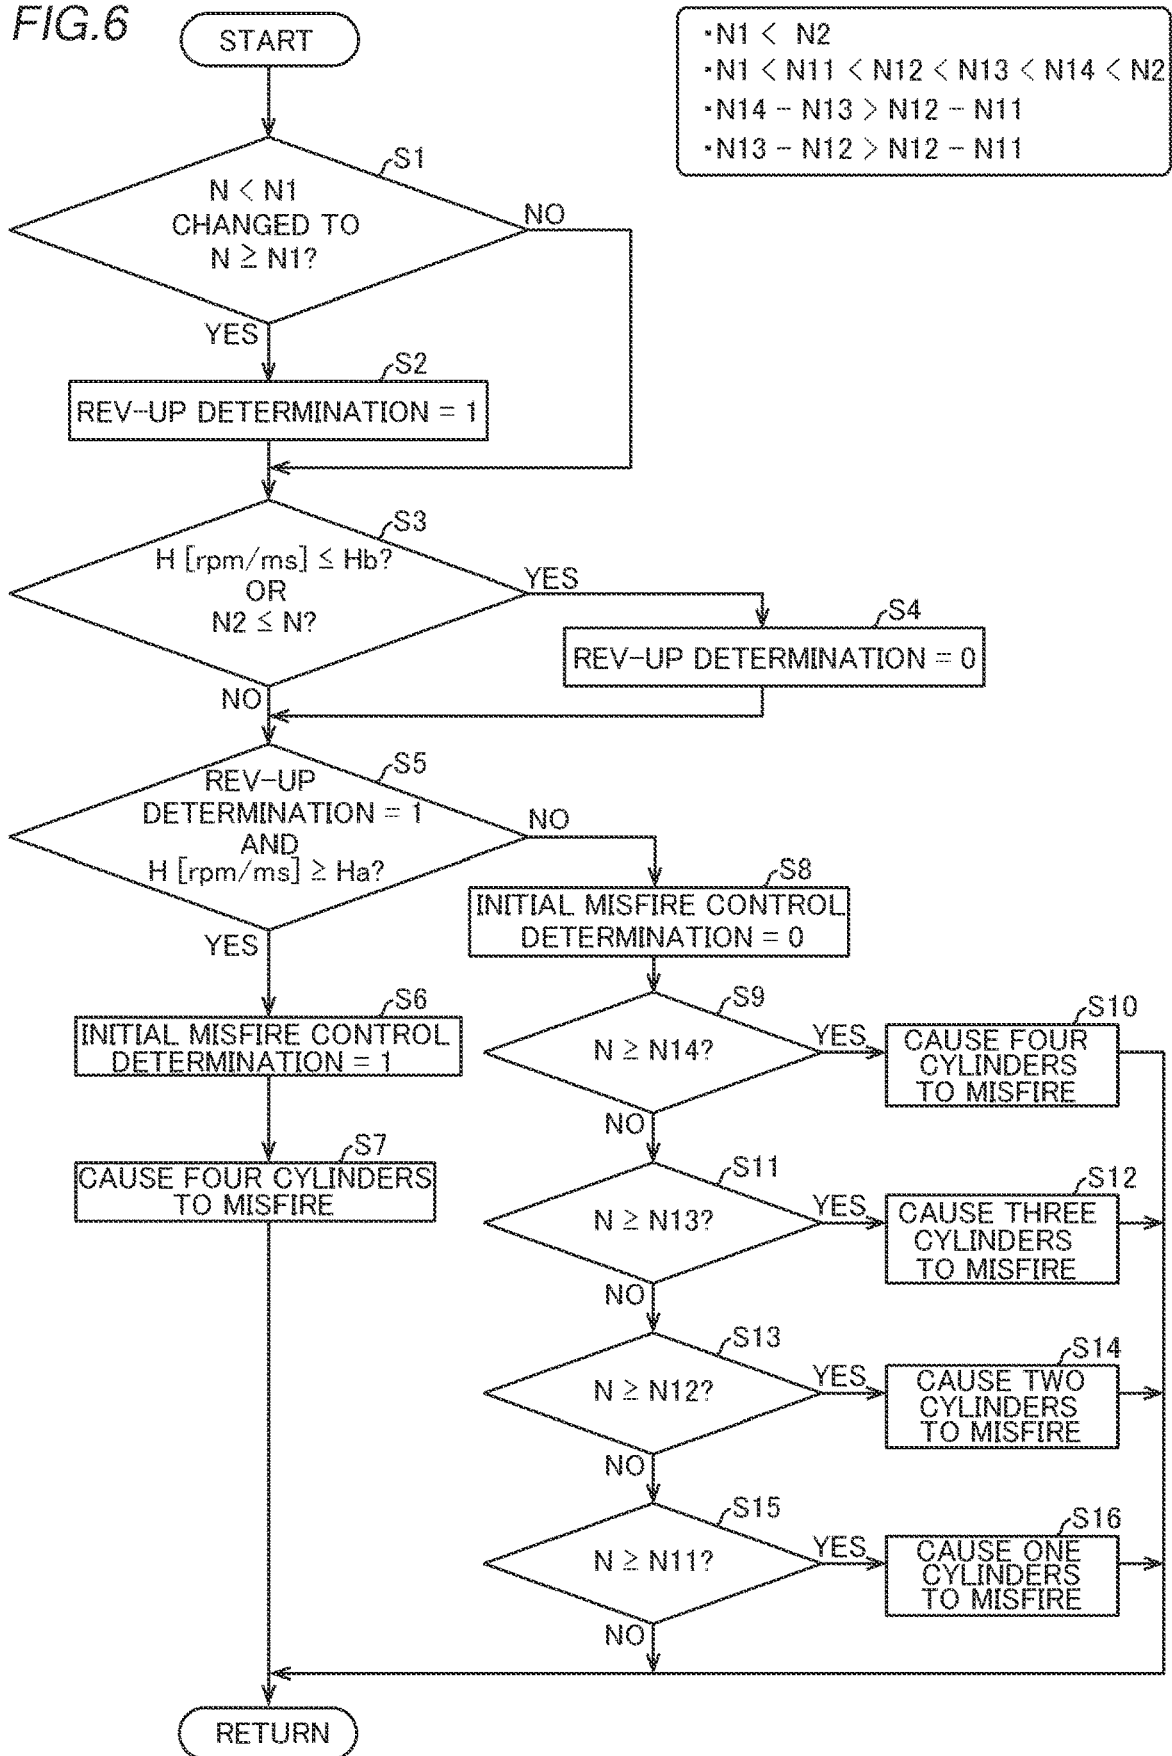 FIG.6
START
•N1 < N2
•N1 < N11 < N12 < N13 < N14 < N2
•N14 − N13 > N12 − N11
•N13 − N12 > N12 − N11
S1
N < N1
CHANGED TO
N ≥ N1?
NO
YES
S2
REV-UP DETERMINATION = 1
S3
H [rpm/ms] ≤ Hb?
OR
N2 ≤ N?
YES
NO
S4
REV-UP DETERMINATION = 0
S5
REV-UP
DETERMINATION = 1
AND
H [rpm/ms] ≥ Ha?
NO
YES
S6
INITIAL MISFIRE CONTROL
DETERMINATION = 1
S7
CAUSE FOUR CYLINDERS
TO MISFIRE
S8
INITIAL MISFIRE CONTROL
DETERMINATION = 0
S9
N ≥ N14?
YES
NO
S10
CAUSE FOUR
CYLINDERS
TO MISFIRE
S11
N ≥ N13?
YES
NO
S12
CAUSE THREE
CYLINDERS
TO MISFIRE
S13
N ≥ N12?
YES
NO
S14
CAUSE TWO
CYLINDERS
TO MISFIRE
S15
N ≥ N11?
YES
NO
S16
CAUSE ONE
CYLINDERS
TO MISFIRE
RETURN